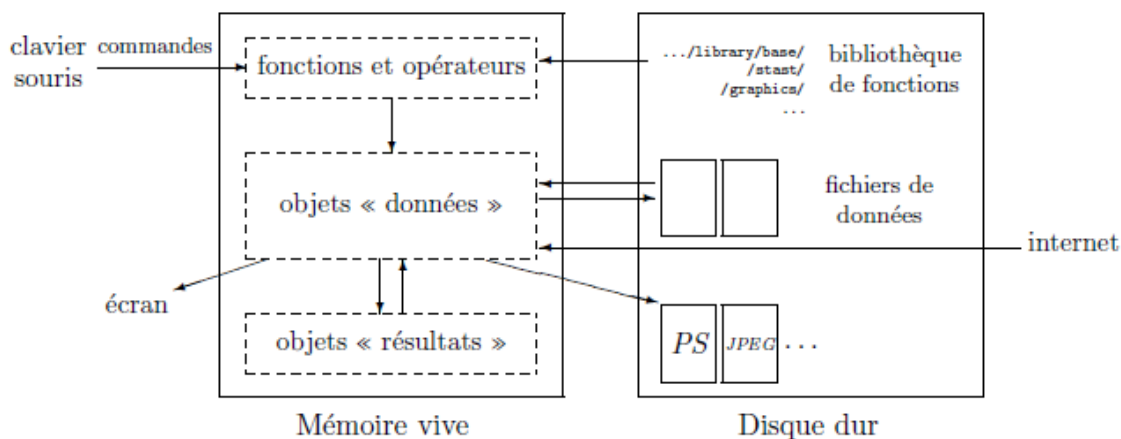 clavier
souris
commandes
fonctions et opérateurs
.../library/base/
/stast/
/graphics/
...
bibliothèque
de fonctions
objets « données »
fichiers de
données
internet
écran
objets « résultats »
PS
JPEG
...
Mémoire vive
Disque dur